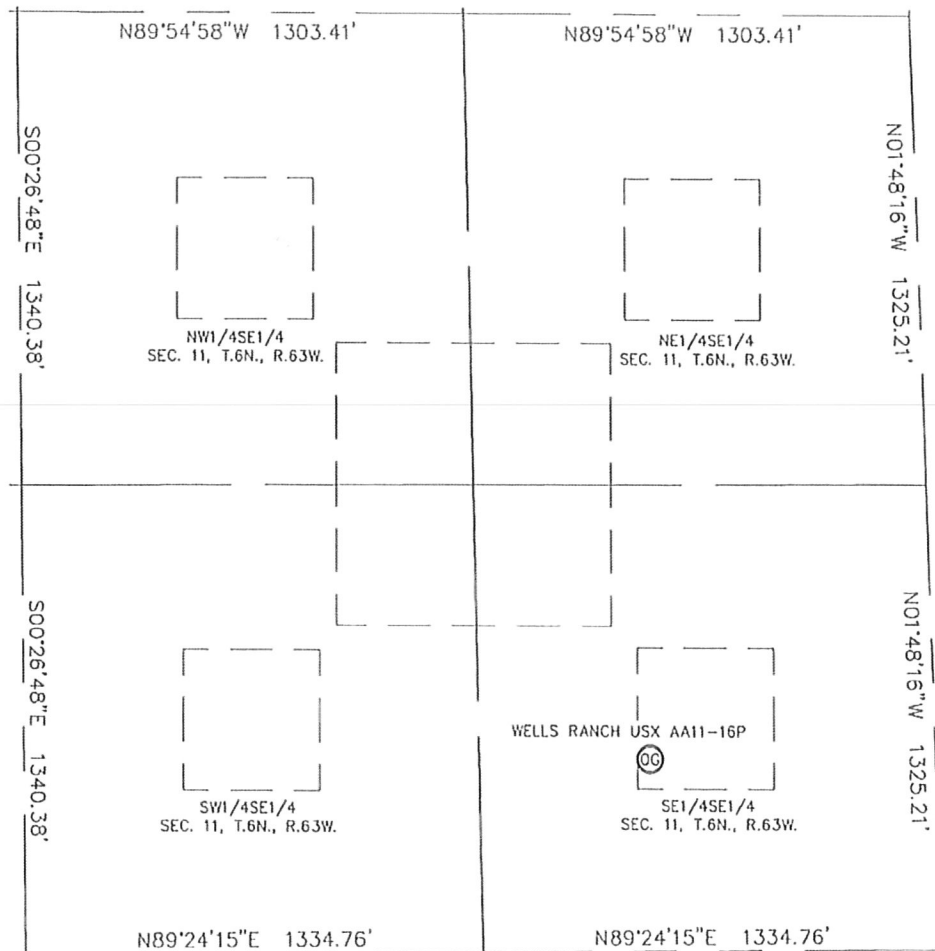 N89°54'58"W 1303.41'
N89°54'58"W 1303.41'
S00°26'48"E 1340.38'
N01°48'16"W 1325.21'
NW1/4SE1/4
SEC. 11, T.6N., R.63W.
NE1/4SE1/4
SEC. 11, T.6N., R.63W.
S00°26'48"E 1340.38'
N01°48'16"W 1325.21'
WELLS RANCH USX AA11-16P
OG
SW1/4SE1/4
SEC. 11, T.6N., R.63W.
SE1/4SE1/4
SEC. 11, T.6N., R.63W.
N89°24'15"E 1334.76'
N89°24'15"E 1334.76'